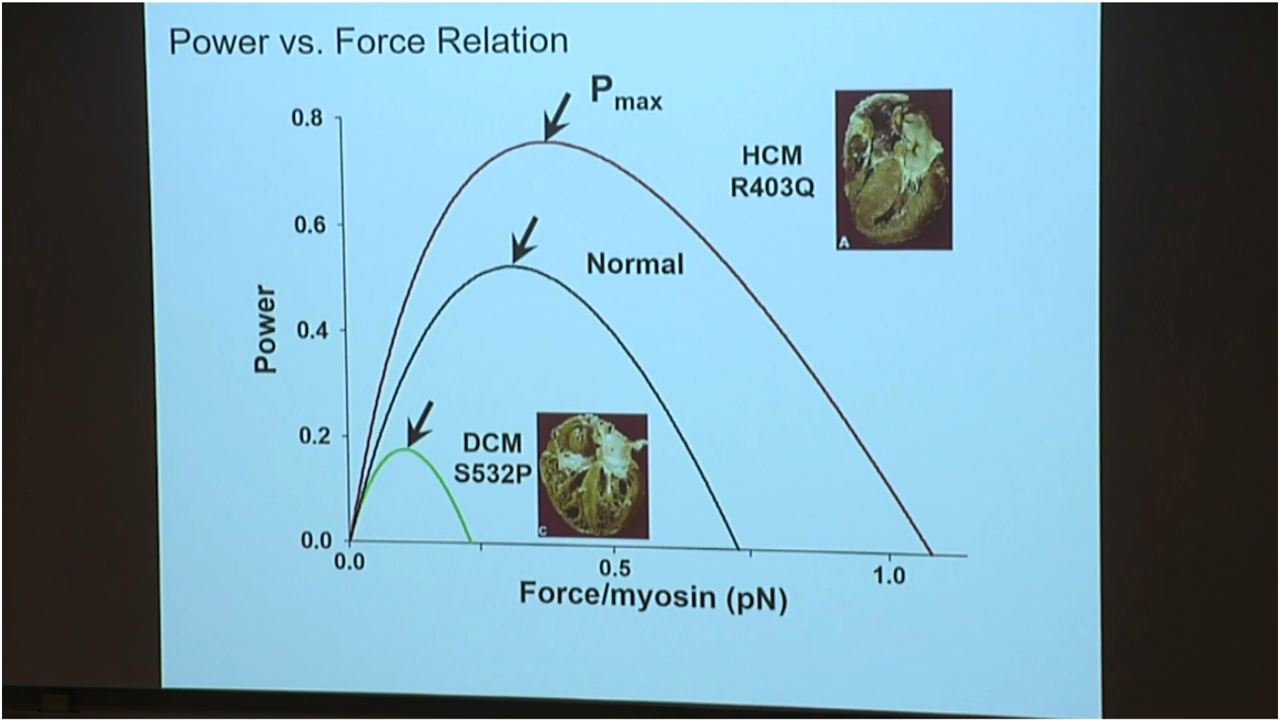 Power vs. Force Relation
P max
0.8
HCM
R403Q
A
0.6
Normal
Power
0.4
0.2
DCM
S532P
C
0.0
0.0
0.5
1.0
Force/myosin (pN)